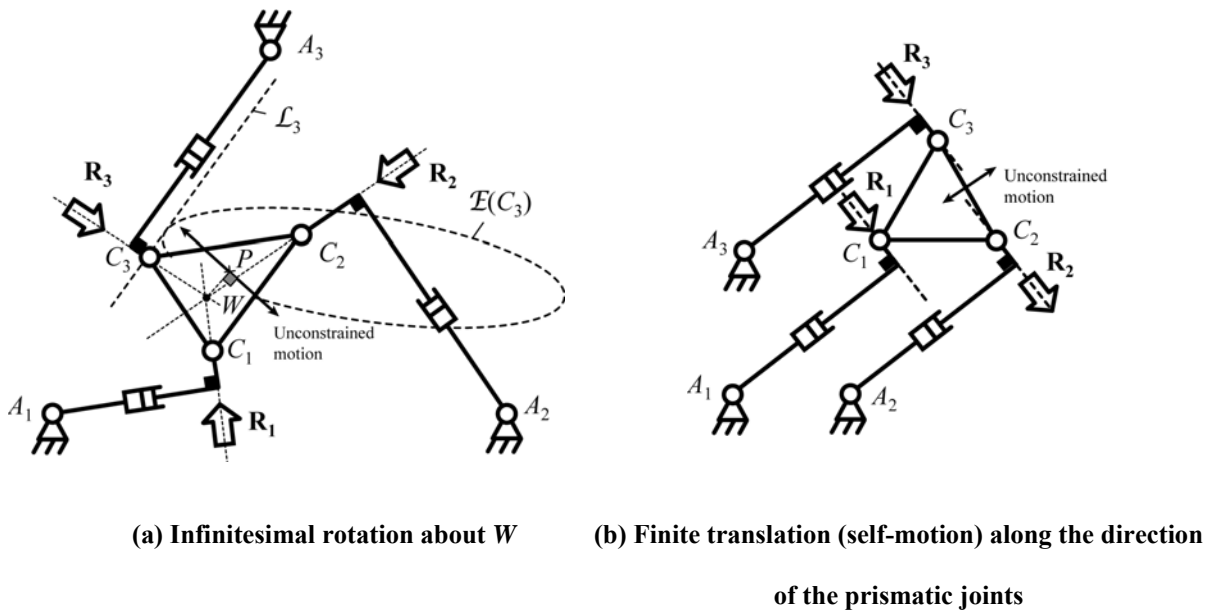 A3
ℒ3
R3
R2
ℰ(C3)
C3
P
C2
W
Unconstrained
motion
C1
A1
R1
A2
R3
C3
Unconstrained
motion
R1
A3
C1
C2
R2
A1
A2
(a) Infinitesimal rotation about W
(b) Finite translation (self-motion) along the direction
of the prismatic joints